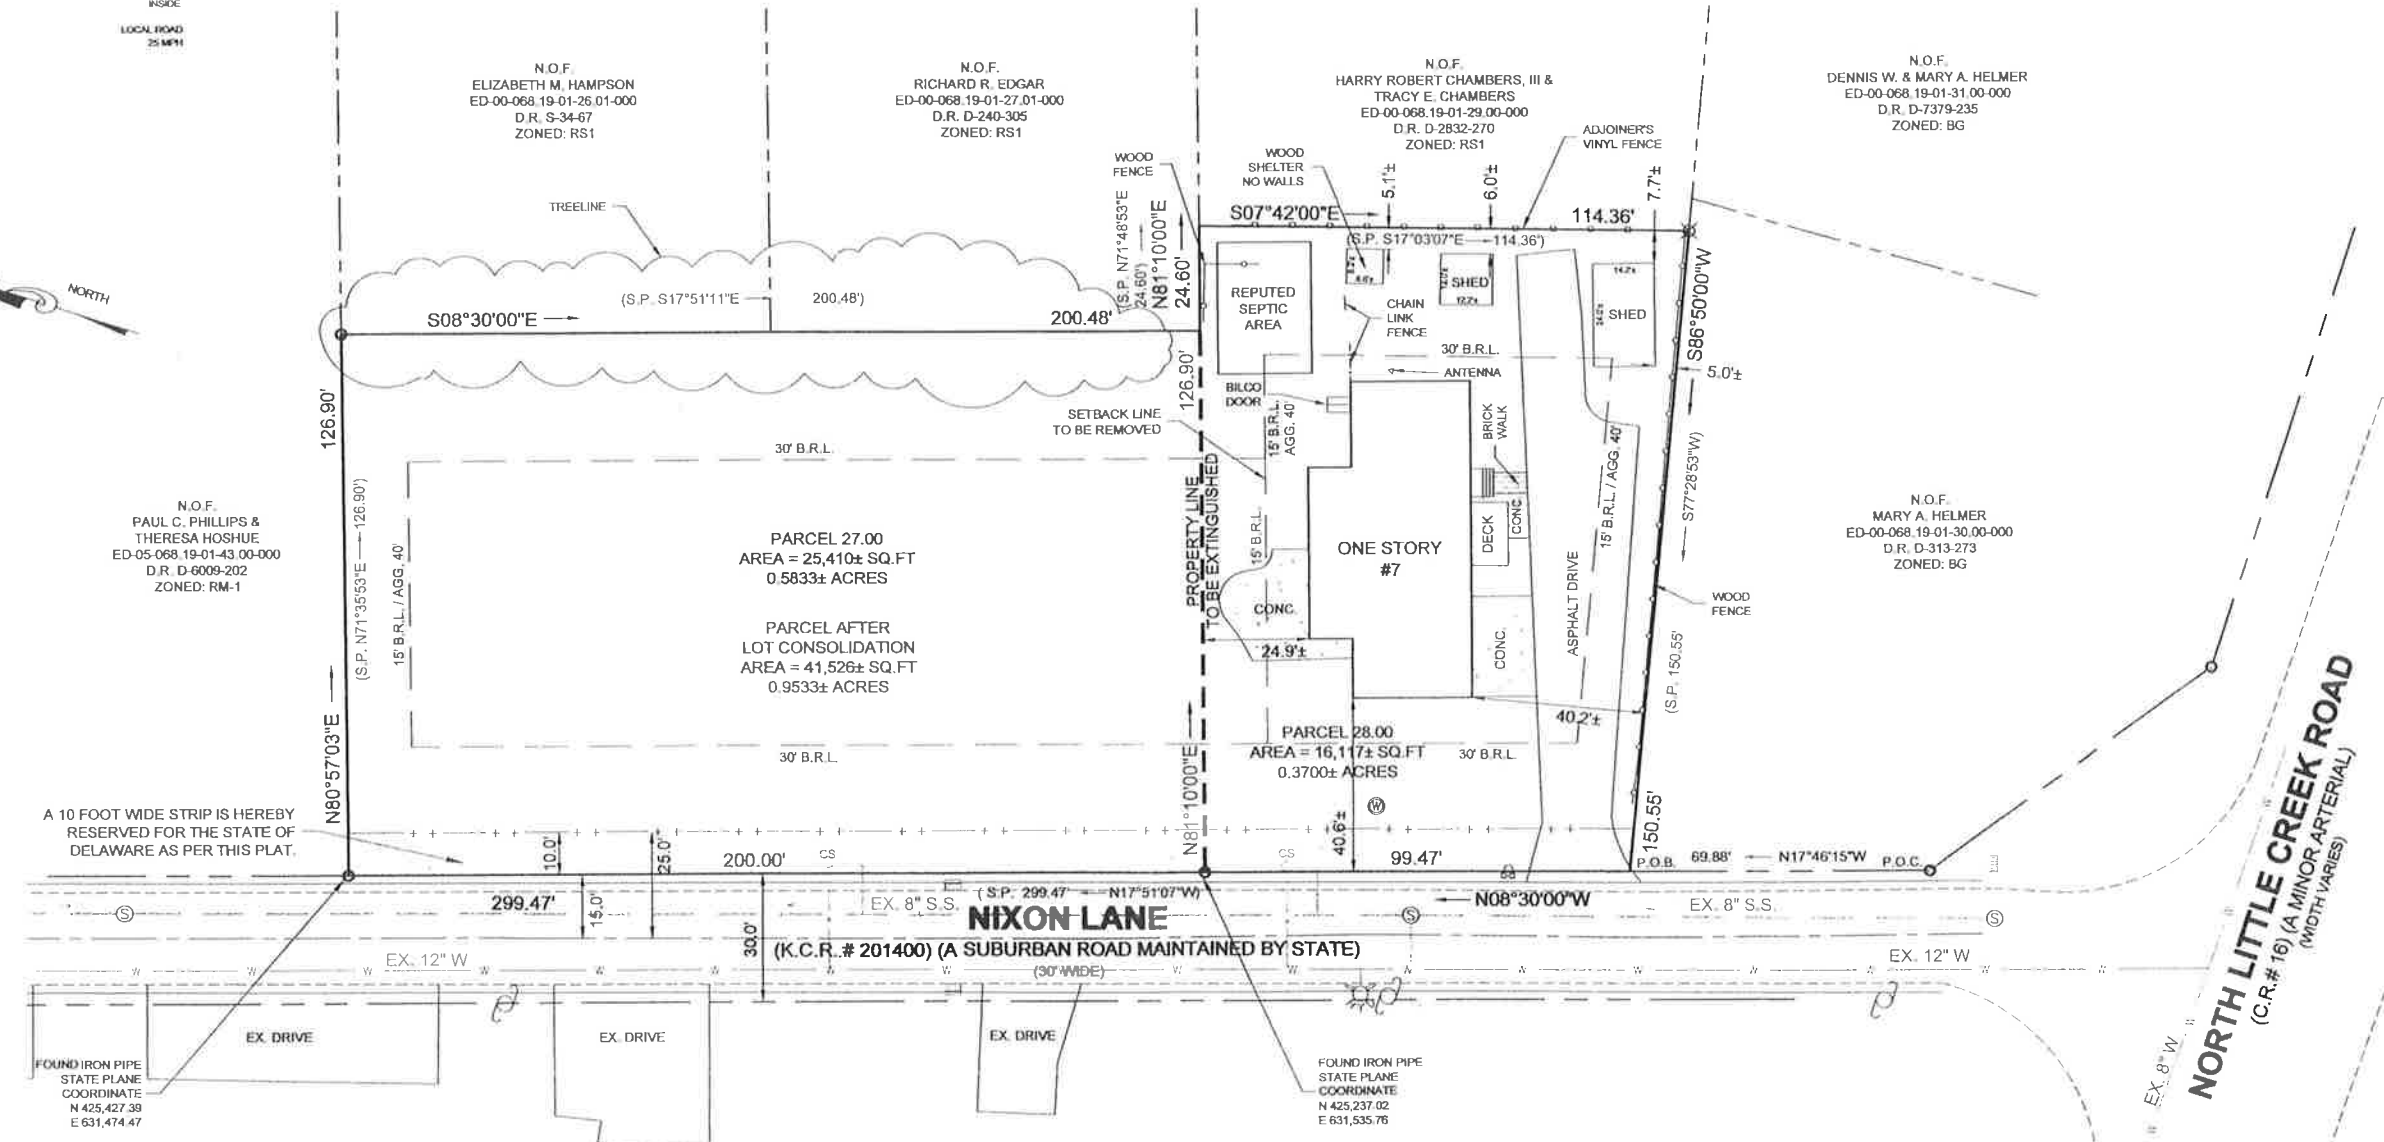 INSIDE
LOCAL ROAD
25 MPH
NORTH
N.O.F.
ELIZABETH M. HAMPSON
ED-00-068.19-01-26.01-000
D.R. S-34-67
ZONED: RS1
N.O.F.
RICHARD R. EDGAR
ED-00-068.19-01-27.01-000
D.R. D-240-305
ZONED: RS1
N.O.F.
HARRY ROBERT CHAMBERS, III &
TRACY E. CHAMBERS
ED-00-068.19-01-29.00-000
D.R. D-2832-270
ZONED: RS1
N.O.F.
DENNIS W. & MARY A. HELMER
ED-00-068.19-01-31.00-000
D.R. D-7379-235
ZONED: BG
TREELINE
WOOD
FENCE
WOOD
SHELTER
NO WALLS
ADJOINER'S
VINYL FENCE
5.1'±
6.0'±
7.7'±
S07°42'00"E
114.36'
(S.P. S17°03'07"E
114.36')
(S.P. N71°48'53"E
24.60')
N81°10'00"E
24.60'
(S.P. S17°51'11"E
200.48')
S08°30'00"E
200.48'
REPUTED
SEPTIC
AREA
CHAIN
LINK
FENCE
SHED
12.2'±
14.2'±
SHED
S86°50'00"W
5.0'±
30' B.R.L.
ANTENNA
BILCO
DOOR
126.90'
126.90'
SETBACK LINE
TO BE REMOVED
15' B.R.L.
AGG. 40'
BRICK
WALK
15' B.R.L. / AGG. 40'
S77°28'53"W)
30' B.R.L.
PROPERTY LINE
TO BE EXTINGUISHED
15' B.R.L.
N.O.F.
PAUL C. PHILLIPS &
THERESA HOSHUE
ED-05-068.19-01-43.00-000
D.R. D-6009-202
ZONED: RM-1
(S.P. N71°35'53"E
126.90')
15' B.R.L. / AGG. 40'
PARCEL 27.00
AREA = 25,410± SQ.FT
0.5833± ACRES
PARCEL AFTER
LOT CONSOLIDATION
AREA = 41,526± SQ.FT
0.9533± ACRES
ONE STORY
#7
DECK
CONC
CONC.
CONC.
ASPHALT DRIVE
N.O.F.
MARY A. HELMER
ED-00-068.19-01-30.00-000
D.R. D-313-273
ZONED: BG
WOOD
FENCE
24.9'±
(S.P. 150.55'
40.2'±
30' B.R.L.
PARCEL 28.00
AREA = 16,117± SQ.FT
0.3700± ACRES
30' B.R.L.
N80°57'03"E
N81°10'00"E
W
A 10 FOOT WIDE STRIP IS HEREBY
RESERVED FOR THE STATE OF
DELAWARE AS PER THIS PLAT.
10.0'
25.0'
200.00'
CS
CS
40.6'±
99.47'
150.55'
P.O.B.
69.88'
N17°46'15"W
P.O.C.
299.47'
15.0'
EX. 8" S.S.
(S.P. 299.47'
N17°51'07"W)
N08°30'00"W
EX. 8" S.S.
S
S
S
NIXON LANE
(K.C.R. # 201400) (A SUBURBAN ROAD MAINTAINED BY STATE)
(30' WIDE)
30.0'
EX. 12" W
EX. 12" W
EX. DRIVE
EX. DRIVE
EX. DRIVE
FOUND IRON PIPE
STATE PLANE
COORDINATE
N 425,427.39
E 631,474.47
FOUND IRON PIPE
STATE PLANE
COORDINATE
N 425,237.02
E 631,535.76
EX. 8" W
NORTH LITTLE CREEK ROAD
(C.R.# 16) (A MINOR ARTERIAL)
(WIDTH VARIES)